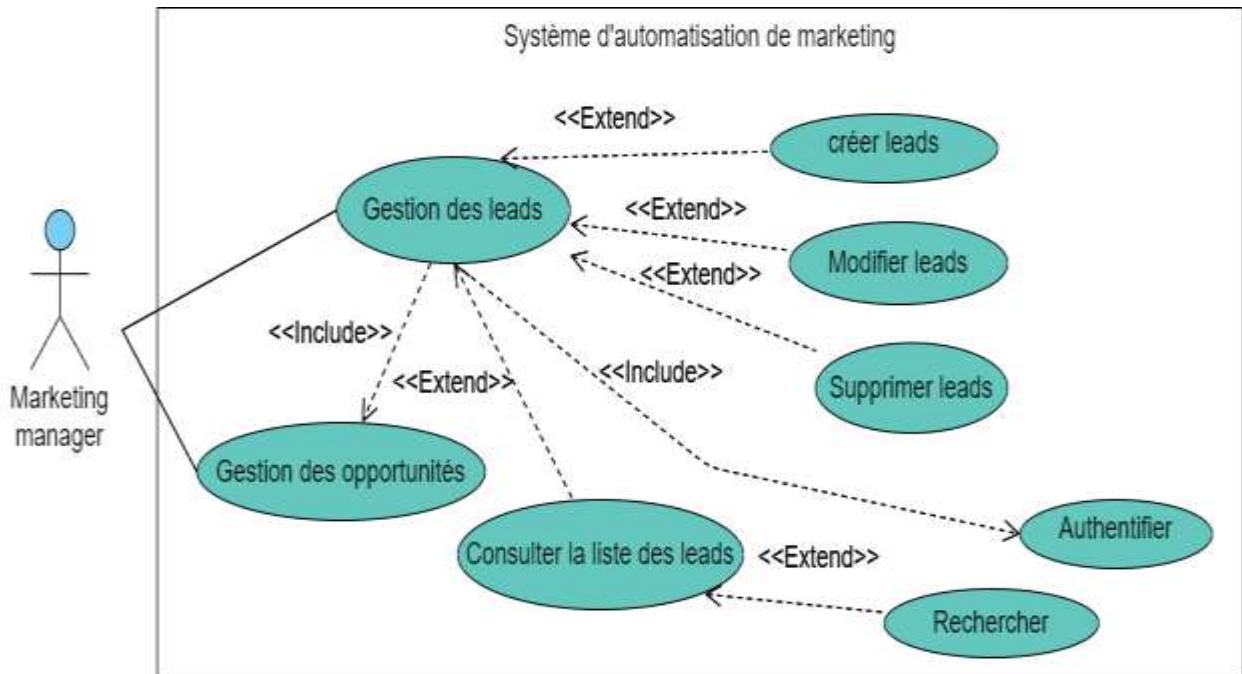 Système d'automatisation de marketing
<<Extend>>
créer leads
Gestion des leads
<<Extend>>
Modifier leads
<<Extend>>
<<Include>>
<<Extend>>
<<Include>>
Supprimer leads
Marketing
manager
Gestion des opportunités
Consulter la liste des leads
<<Extend>>
Authentifier
Rechercher